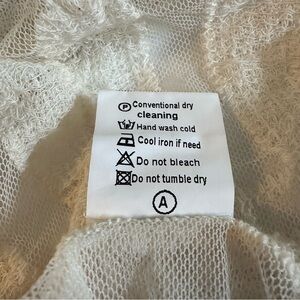 P Conventional dry
cleaning
Hand wash cold
Cool iron if need
Do not bleach
Do not tumble dry
A